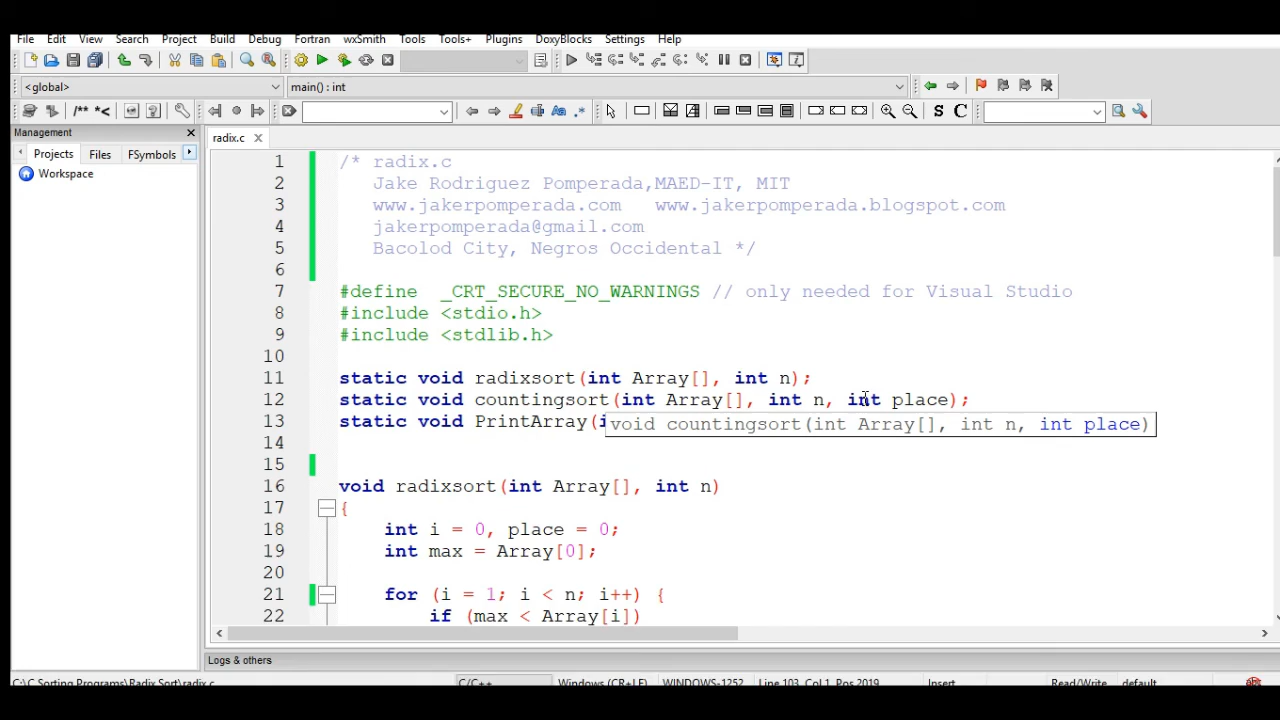 File Edit View Search Project Build Debug Fortran wxSmith Tools Tools+ Plugins DoxyBlocks Settings Help
<global> main() : int
/** *<
S C
Management
radix.c
Projects Files FSymbols
Workspace
1 /* radix.c
2 Jake Rodriguez Pomperada,MAED-IT, MIT
3 www.jakerpomperada.com www.jakerpomperada.blogspot.com
4 jakerpomperada@gmail.com
5 Bacolod City, Negros Occidental */
6
7 #define _CRT_SECURE_NO_WARNINGS // only needed for Visual Studio
8 #include <stdio.h>
9 #include <stdlib.h>
10
11 static void radixsort(int Array[], int n);
12 static void countingsort(int Array[], int n, int place);
13 static void PrintArray(i
void countingsort(int Array[], int n, int place)
14
15
16 void radixsort(int Array[], int n)
17 {
18 int i = 0, place = 0;
19 int max = Array[0];
20
21 for (i = 1; i < n; i++) {
22 if (max < Array[i])
Logs & others
C:\C Sorting Programs\Radix Sort\radix.c C/C++ Windows (CR+LF) WINDOWS-1252 Line 103, Col 1, Pos 2019 Insert Read/Write default